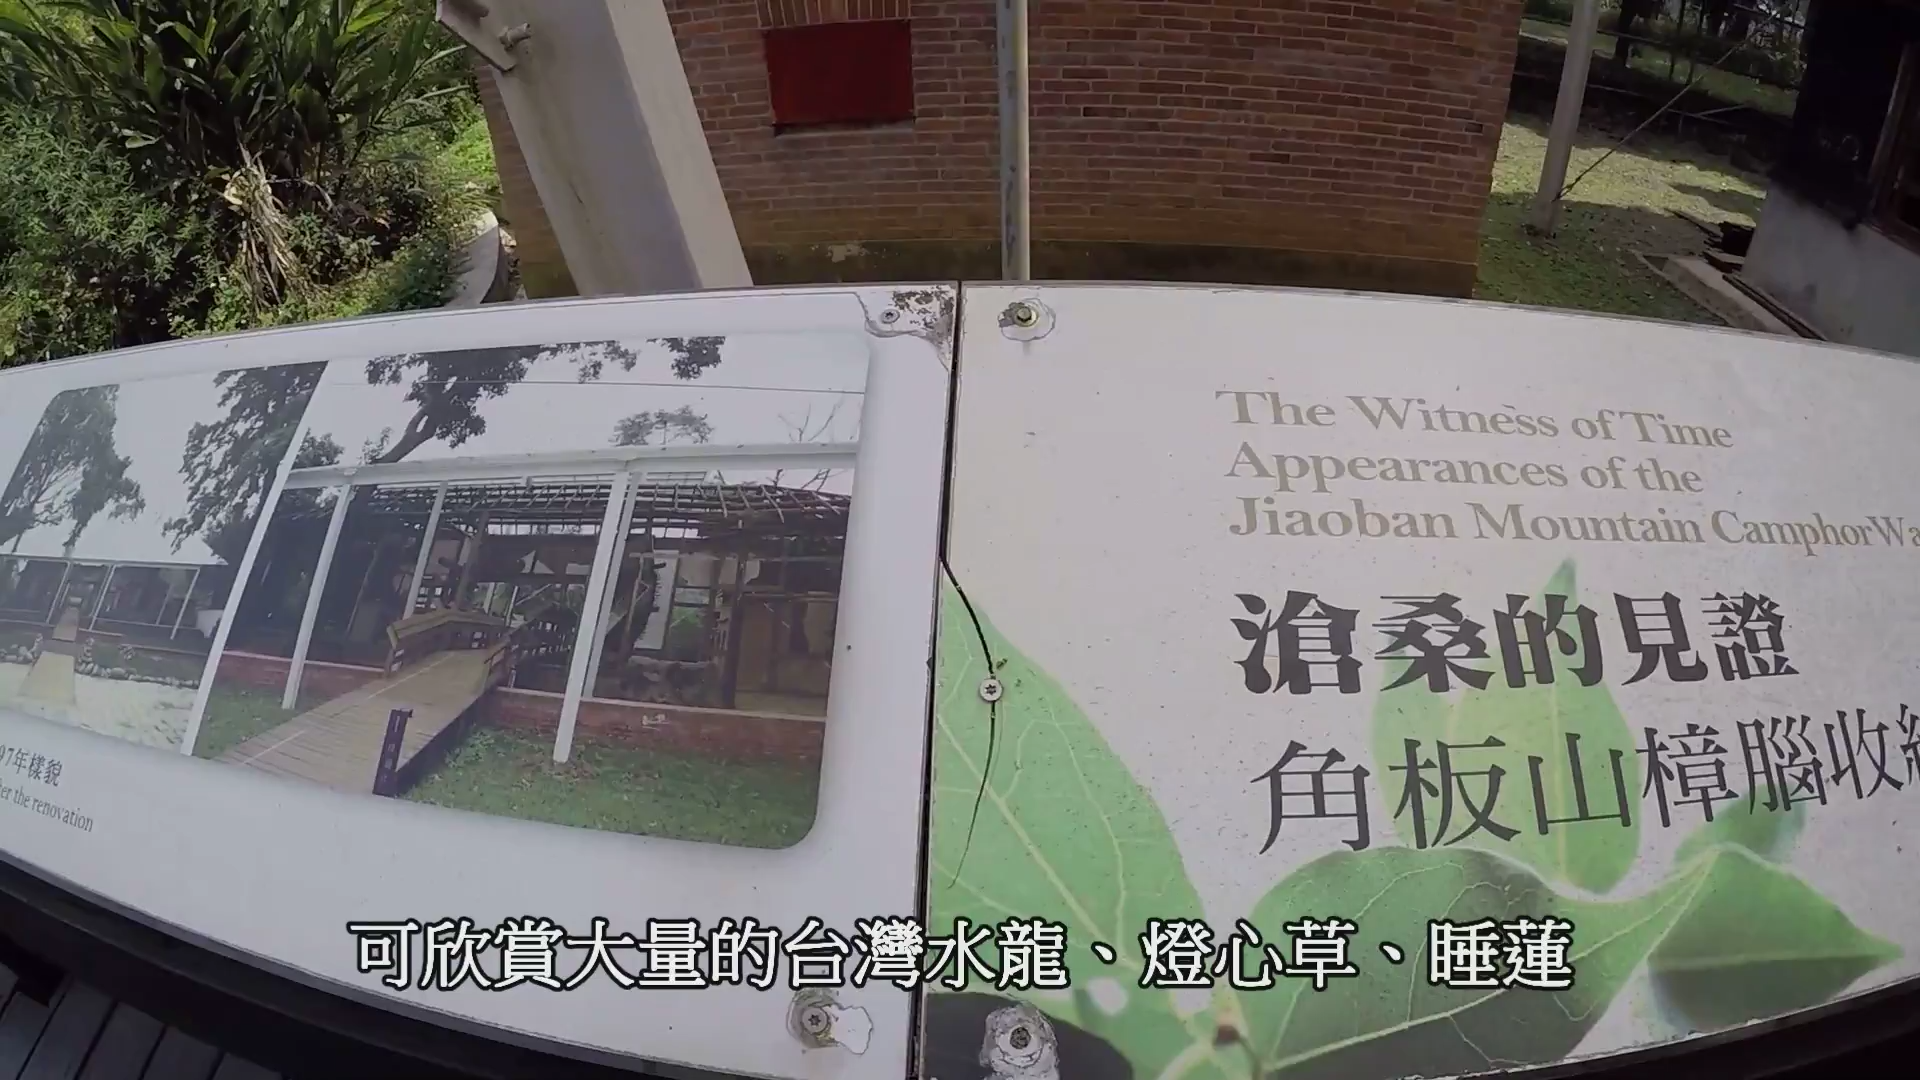 97年樣貌
the renovation
The Witness of Time
Appearances of the
Jiaoban Mountain Camphor
滄桑的見證
角板山樟腦收
可欣賞大量的台灣水龍、燈心草、睡蓮